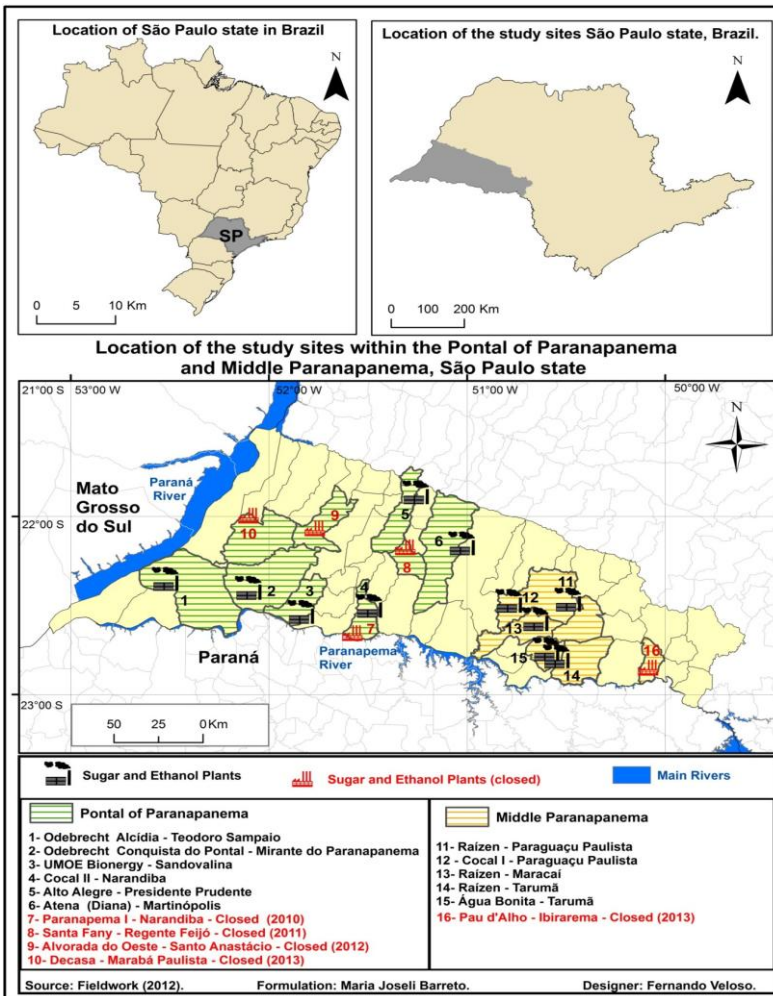 Location of São Paulo state in Brazil
N
SP
0 5 10 Km
Location of the study sites São Paulo state, Brazil.
N
0 100 200 Km
Location of the study sites within the Pontal of Paranapanema
and Middle Paranapanema, São Paulo state
21°00 S
53°00 W
52°00 W
51°00 W
50°00 W
N
Paraná
River
Mato
Grosso
do Sul
22°00 S
10
9
5
6
8
1
2
3
4
7
11
12
13
15
14
16
Paraná
Paranapema
River
23°00 S
50 25 0Km
Sugar and Ethanol Plants
Sugar and Ethanol Plants (closed)
Main Rivers
Pontal of Paranapanema
1- Odebrecht Alcídia - Teodoro Sampaio
2- Odebrecht Conquista do Pontal - Mirante do Paranapanema
3- UMOE Bionergy - Sandovalina
4- Cocal II - Narandiba
5- Alto Alegre - Presidente Prudente
6- Atena (Diana) - Martinópolis
7- Paranapema I - Narandiba - Closed (2010)
8- Santa Fany - Regente Feijó - Closed (2011)
9- Alvorada do Oeste - Santo Anastácio - Closed (2012)
10- Decasa - Marabá Paulista - Closed (2013)
Middle Paranapanema
11- Raízen - Paraguaçu Paulista
12 - Cocal I - Paraguaçu Paulista
13- Raízen - Maracaí
14- Raízen - Tarumã
15- Água Bonita - Tarumã
16- Pau d'Alho - Ibirarema - Closed (2013)
Source: Fieldwork (2012). Formulation: Maria Joseli Barreto. Designer: Fernando Veloso.